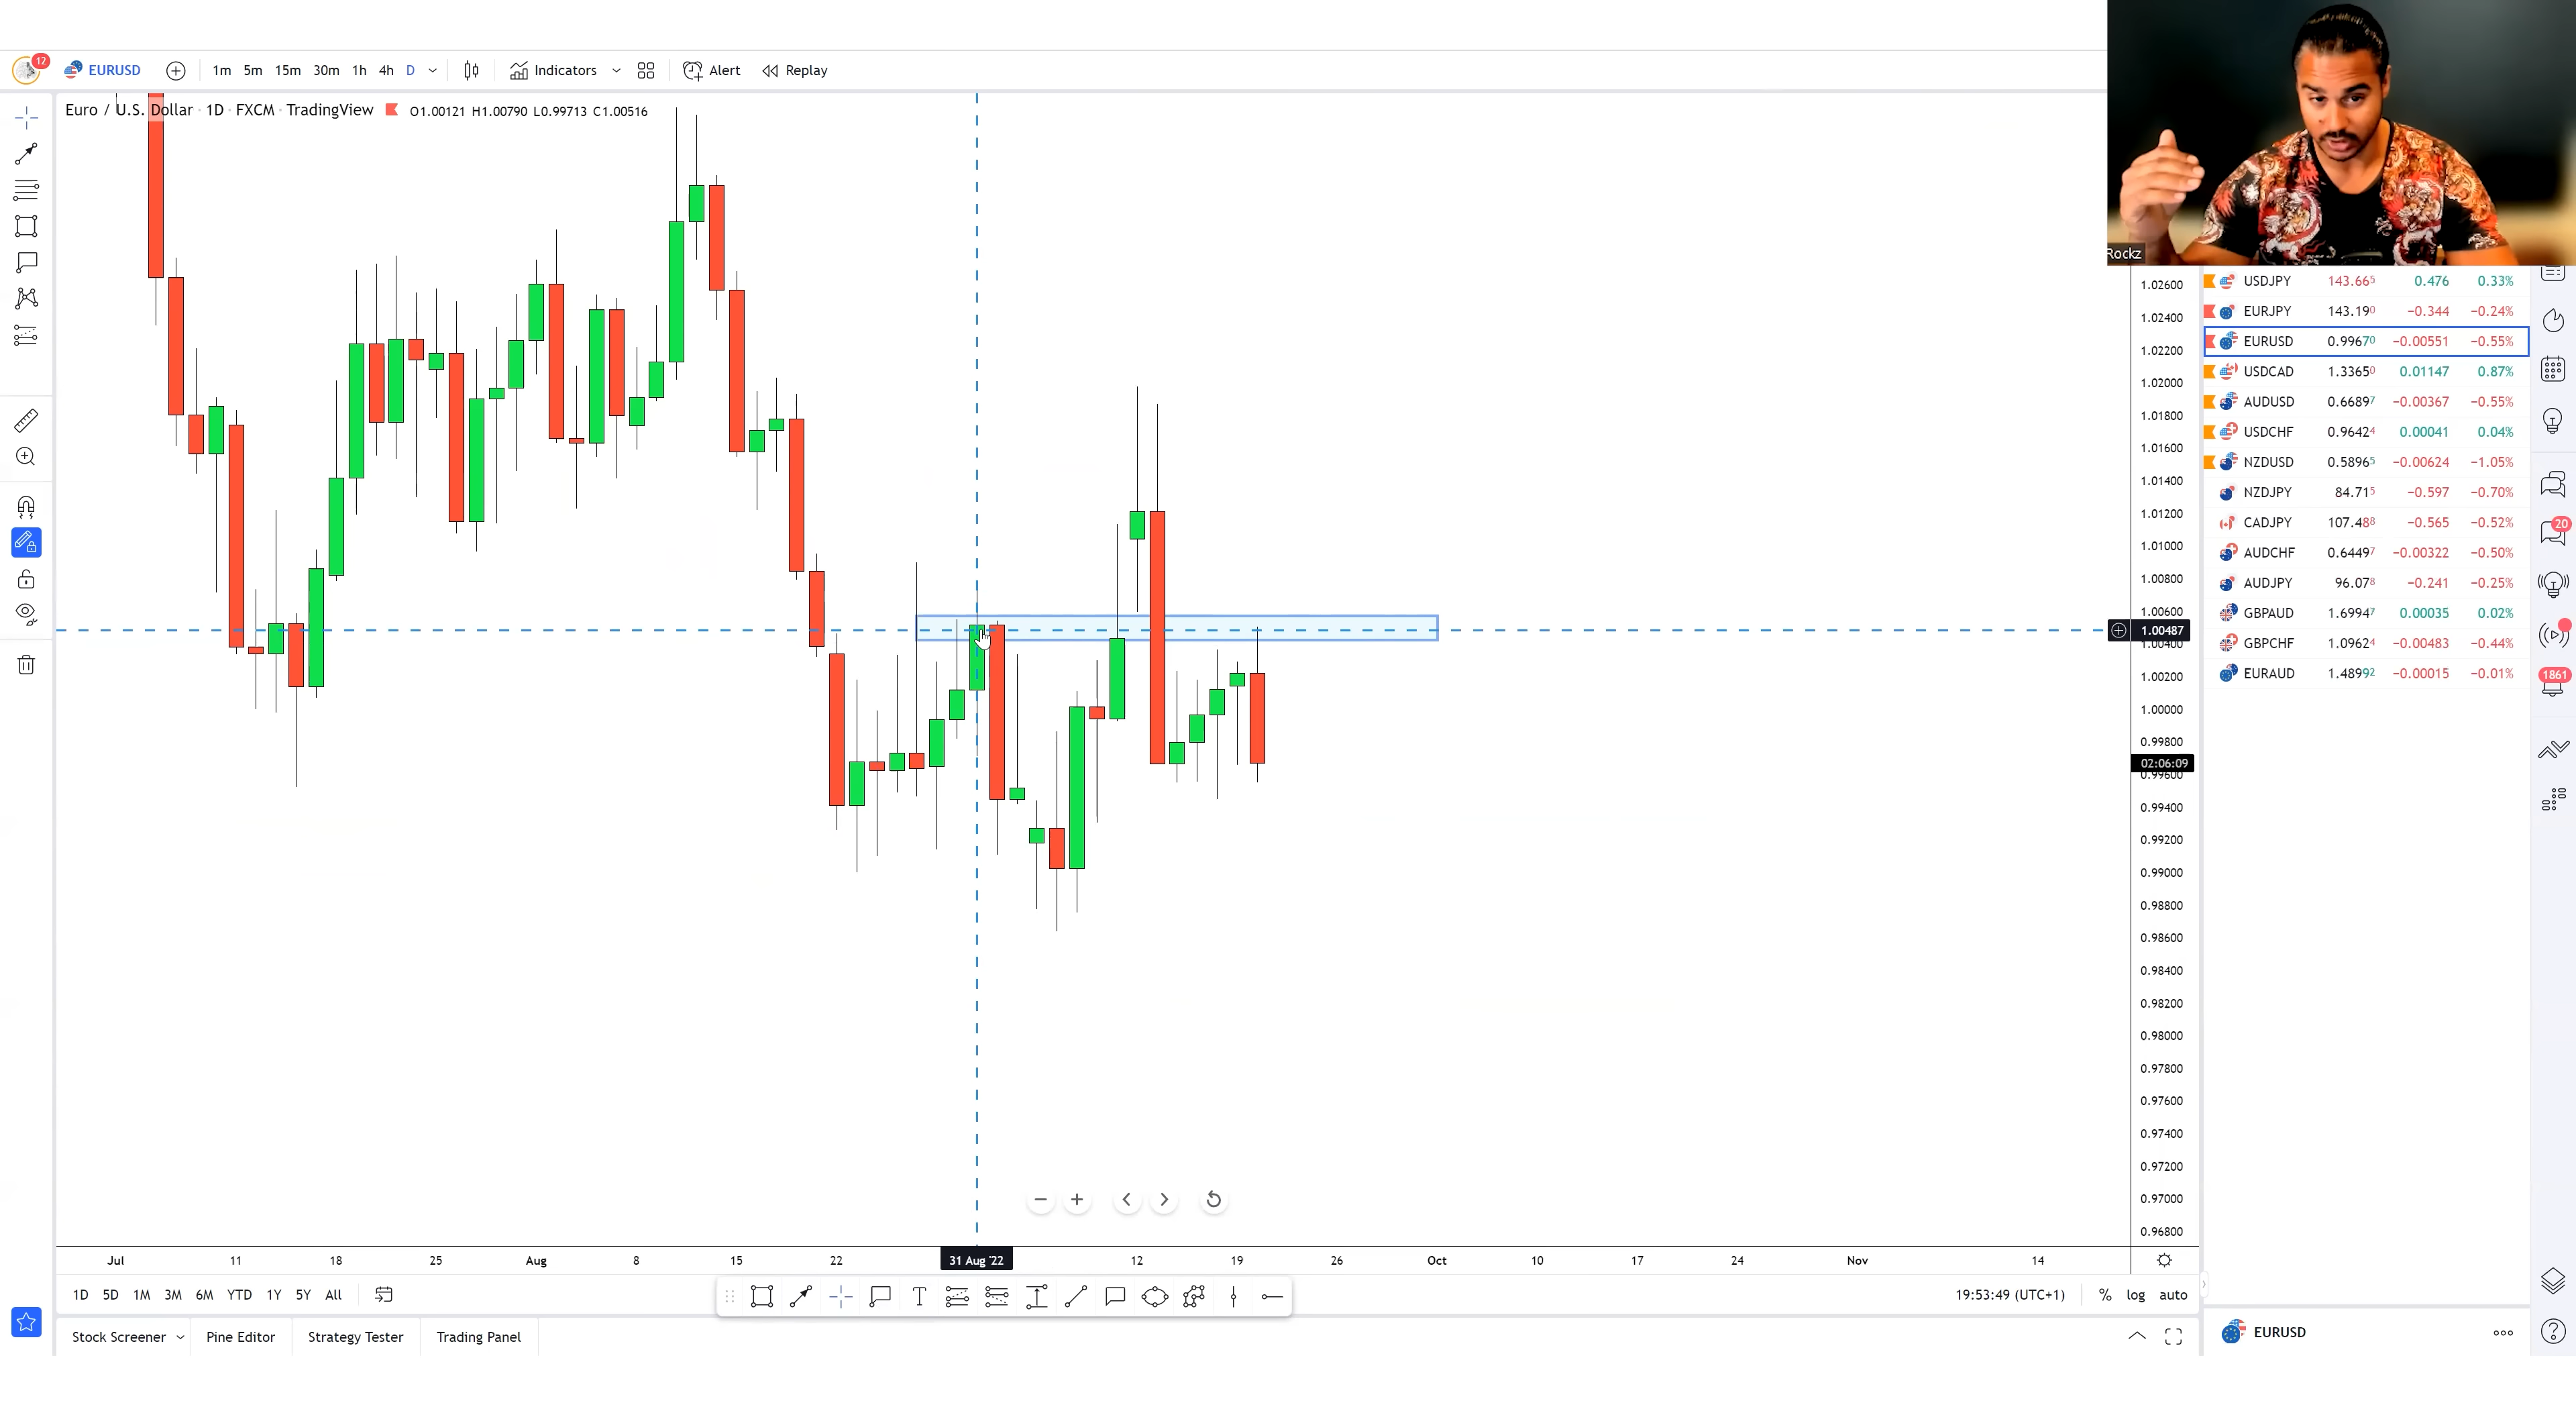 12 EURUSD 1m 5m 15m 30m 1h 4h D Indicators Alert Replay
Euro / U.S. Dollar · 1D · FXCM · TradingView O1.00121 H1.00790 L0.99713 C1.00516
Rockz
1.02600
1.02400
1.02200
1.02000
1.01800
1.01600
1.01400
1.01200
1.01000
1.00800
1.00600
1.00487
1.00400
1.00200
1.00000
0.99800
02:06:09
0.99600
0.99400
0.99200
0.99000
0.98800
0.98600
0.98400
0.98200
0.98000
0.97800
0.97600
0.97400
0.97200
0.97000
0.96800
USDJPY 143.665 0.476 0.33%
EURJPY 143.190 −0.344 −0.24%
EURUSD 0.99670 −0.00551 −0.55%
USDCAD 1.33650 0.01147 0.87%
AUDUSD 0.66897 −0.00367 −0.55%
USDCHF 0.96424 0.00041 0.04%
NZDUSD 0.58965 −0.00624 −1.05%
NZDJPY 84.715 −0.597 −0.70%
CADJPY 107.488 −0.565 −0.52%
AUDCHF 0.64497 −0.00322 −0.50%
AUDJPY 96.078 −0.241 −0.25%
GBPAUD 1.69947 0.00035 0.02%
GBPCHF 1.09624 −0.00483 −0.44%
EURAUD 1.48992 −0.00015 −0.01%
20
1861
Jul 11 18 25 Aug 8 15 22 31 Aug '22 12 19 26 Oct 10 17 24 Nov 14
1D 5D 1M 3M 6M YTD 1Y 5Y All T 19:53:49 (UTC+1) % log auto
Stock Screener Pine Editor Strategy Tester Trading Panel
EURUSD